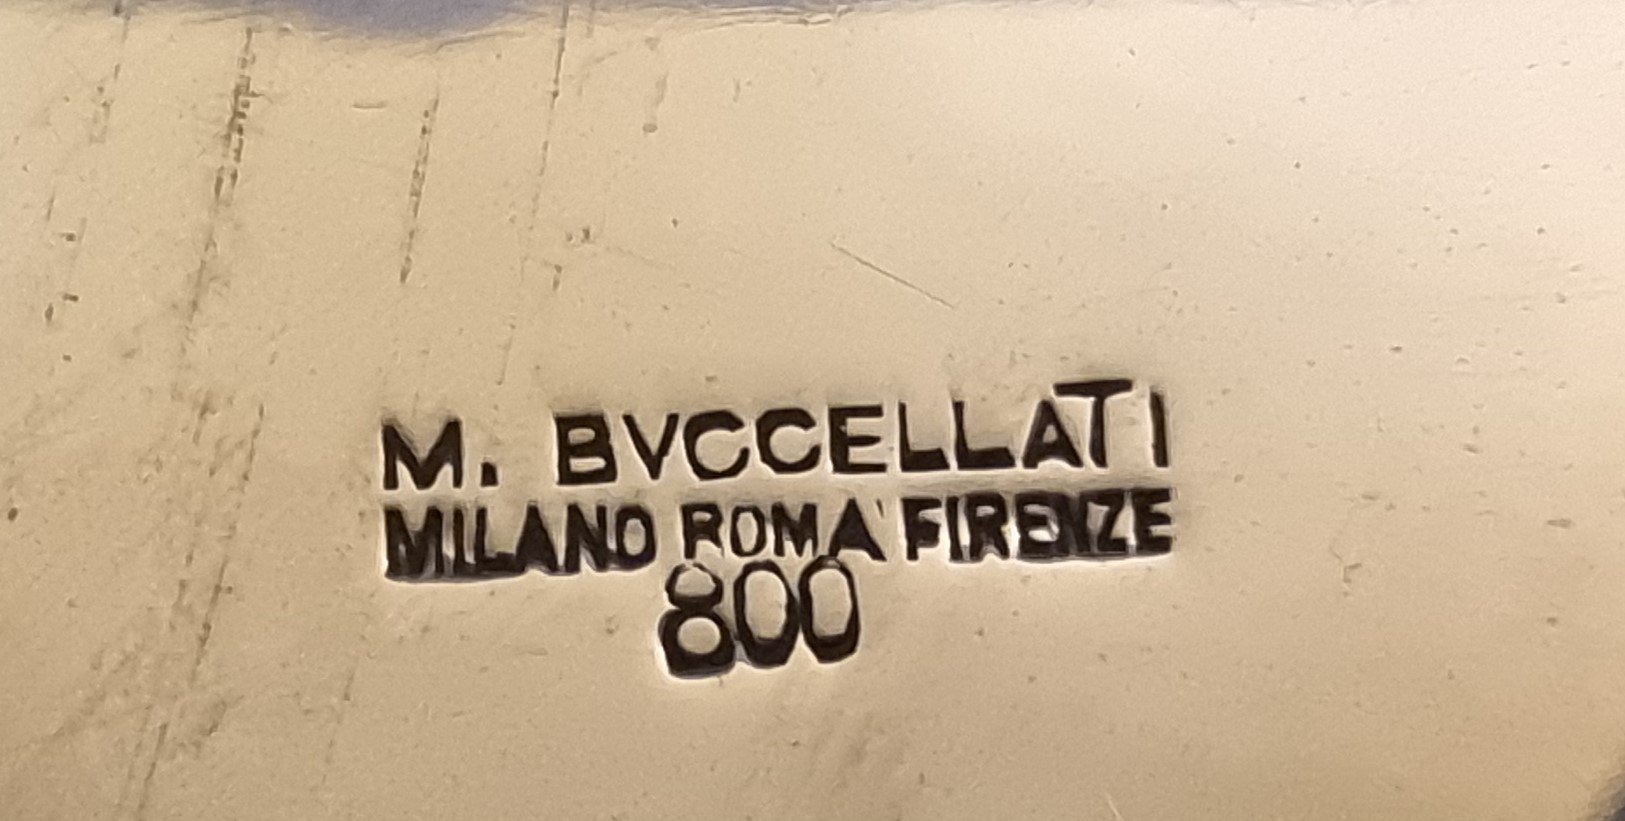 M. BVCCELLATI
MILANO ROMA FIRENZE
800